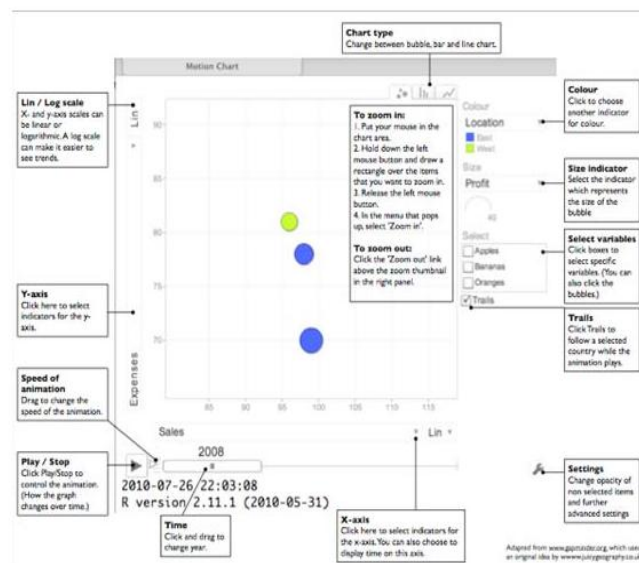 Chart type
Change between bubble, bar and line chart.
Motion Chart
Lin / Log scale
X- and y-axis scales can
be linear or
logarithmic. A log scale
can make it easier to
see trends.
Lin
To zoom in:
1. Put your mouse in the
chart area.
2. Hold down the left
mouse button and drew a
rectangle over the items
that you want to zoom in.
3. Release the left mouse
button.
4. In the menu that pops
up, select 'Zoom in'.
To zoom out:
Click the 'Zoom out' link
above the zoom thumbnail
in the right panel.
Colour
Location
East
West
Size
Profit
40
Select
Apples
Bananas
Oranges
Trails
Colour
Click to choose
another indicator
for colour.
Size indicator
Select the indicator
which represents
the size of the
bubble
Select variables
Click boxes to
select specific
variables. (You can
also click the
bubbles.)
Trails
Click Trails to
follow a selected
country while the
animation plays.
90
85
80
75
70
Y-axis
Click here to select
indicators for the y-
axis.
Expenses
85 90 95 100 105 110 115
Speed of
animation
Drag to change the
speed of the animation.
Sales
Lin
2008
Play / Stop
Click Play/Stop to
control the animation.
(How the graph
changes over time.)
2010-07-26 22:03:08
R version 2.11.1 (2010-05-31)
Time
Click and drag to
change year.
X-axis
Click here to select indicators for
the x-axis. You can also choose to
display time on this axis.
Settings
Change opacity of
non selected items
and further
advanced settings
Adapted from www.gapminder.org, which uses
an original idea by